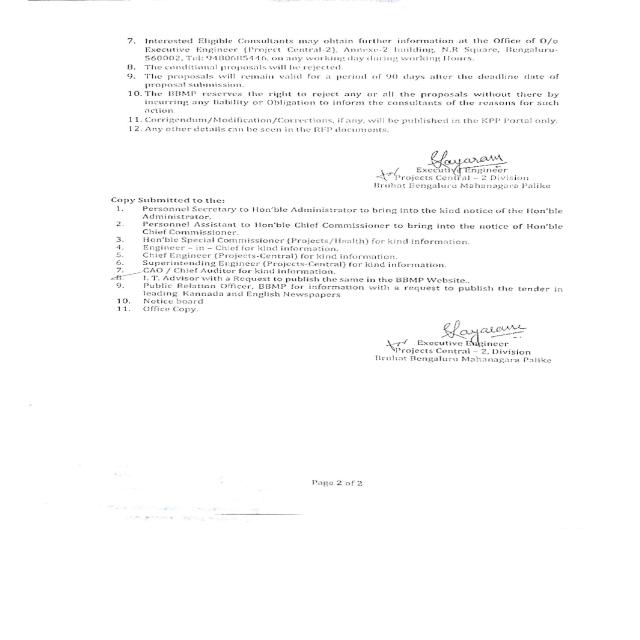 7. Interested Eligible Consultants may obtain further information at the Office of O/o
Executive Engineer (Project Central-2), Annexe-2 building, N.R Square, Bengaluru-
560002, Tel: 9480685446, on any working day during working Hours.
8. The conditional proposals will be rejected.
9. The proposals will remain valid for a period of 90 days after the deadline date of
proposal submission.
10. The BBMP reserves the right to reject any or all the proposals without there by
incurring any liability or Obligation to inform the consultants of the reasons for such
action.
11. Corrigendum/Modification/Corrections, if any, will be published in the KPP Portal only.
12. Any other details can be seen in the RFP documents.
Executive Engineer
Projects Central – 2 Division
Bruhat Bengaluru Mahanagara Palike
Copy Submitted to the:
1. Personnel Secretary to Hon'ble Administrator to bring into the kind notice of the Hon'ble
Administrator.
2. Personnel Assistant to Hon'ble Chief Commissioner to bring into the notice of Hon'ble
Chief Commissioner.
3. Hon'ble Special Commissioner (Projects/Health) for kind information.
4. Engineer – in – Chief for kind information.
5. Chief Engineer (Projects-Central) for kind information.
6. Superintending Engineer (Projects-Central) for kind information.
7. CAO / Chief Auditor for kind information.
8. I. T. Advisor with a Request to publish the same in the BBMP Website..
9. Public Relation Officer, BBMP for information with a request to publish the tender in
leading Kannada and English Newspapers
10. Notice board
11. Office Copy.
Executive Engineer
Projects Central – 2, Division
Bruhat Bengaluru Mahanagara Palike
Page 2 of 2